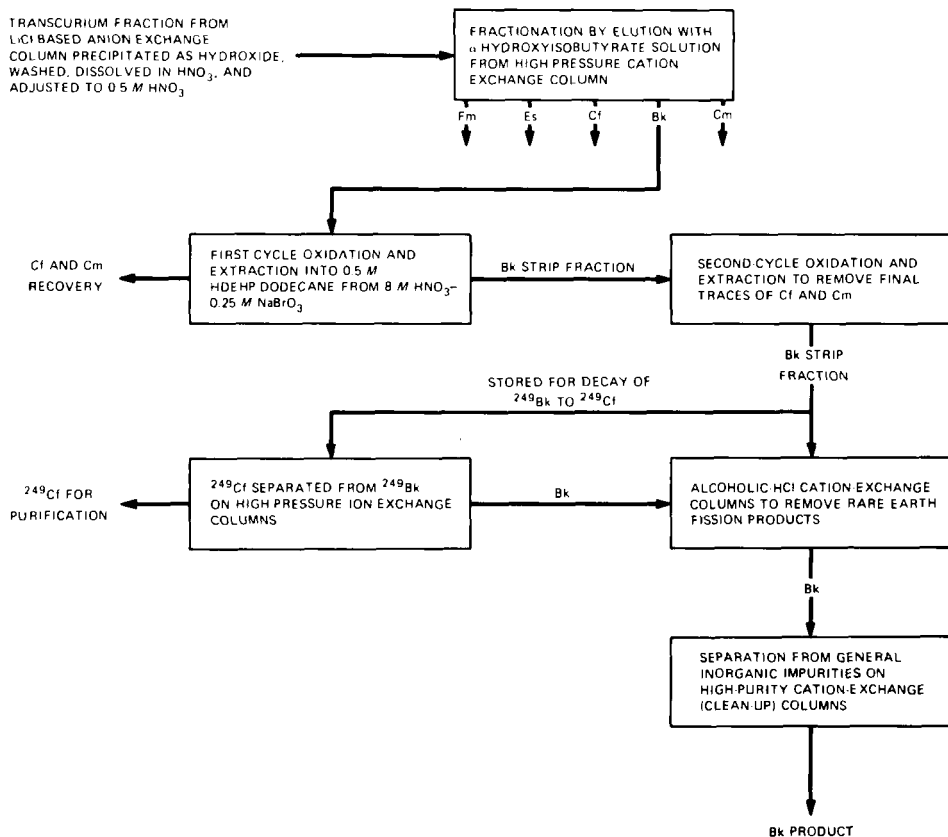 TRANSCURIUM FRACTION FROM
LiCl BASED ANION EXCHANGE
COLUMN PRECIPITATED AS HYDROXIDE,
WASHED, DISSOLVED IN HNO3, AND
ADJUSTED TO 0 5 M HNO3
FRACTIONATION BY ELUTION WITH
α HYDROXYISOBUTYRATE SOLUTION
FROM HIGH PRESSURE CATION
EXCHANGE COLUMN
Fm Es Cf Bk Cm
Cf AND Cm
RECOVERY
FIRST CYCLE OXIDATION AND
EXTRACTION INTO 0.5 M
HDEHP DODECANE FROM 8 M HNO3–
0.25 M NaBrO3
Bk STRIP FRACTION
SECOND-CYCLE OXIDATION AND
EXTRACTION TO REMOVE FINAL
TRACES OF Cf AND Cm
Bk STRIP
FRACTION
STORED FOR DECAY OF
249Bk TO 249Cf
249Cf FOR
PURIFICATION
249Cf SEPARATED FROM 249Bk
ON HIGH PRESSURE ION EXCHANGE
COLUMNS
Bk
ALCOHOLIC-HCl CATION-EXCHANGE
COLUMNS TO REMOVE RARE EARTH
FISSION PRODUCTS
Bk
SEPARATION FROM GENERAL
INORGANIC IMPURITIES ON
HIGH-PURITY CATION-EXCHANGE
(CLEAN-UP) COLUMNS
Bk PRODUCT